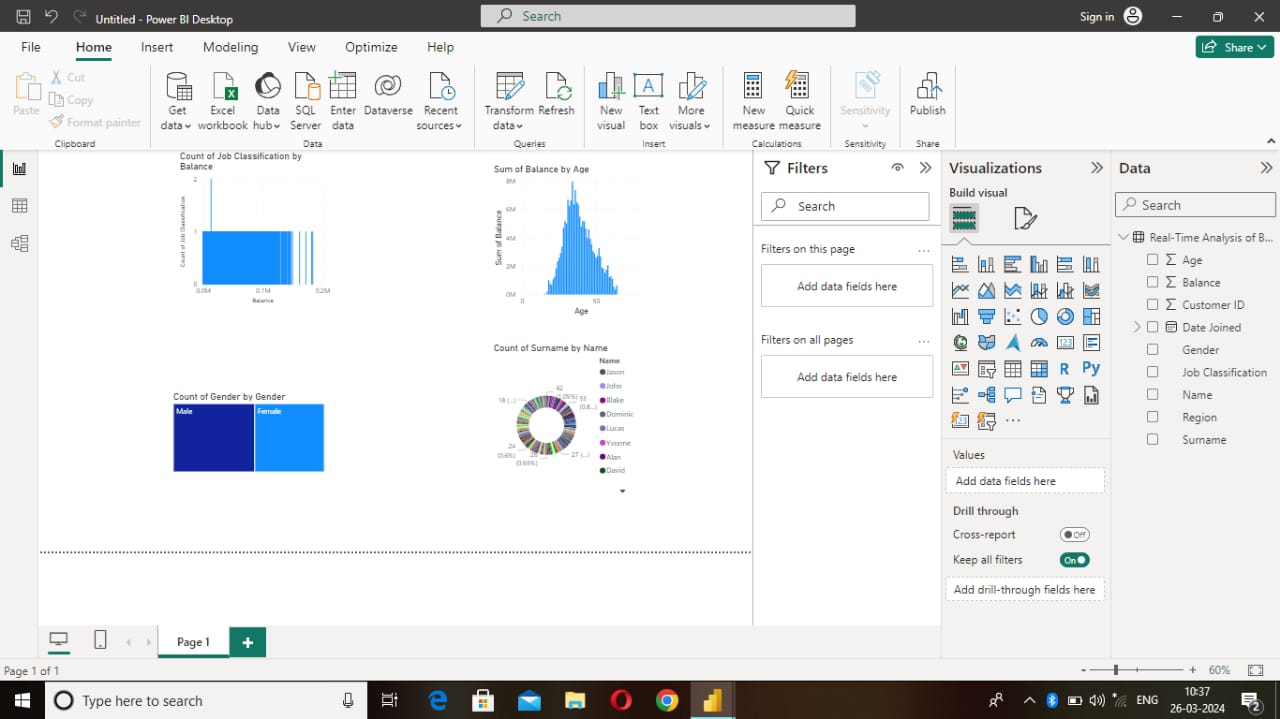 Untitled - Power BI Desktop
Search
Sign in
File Home Insert Modeling View Optimize Help
Share
Paste
Cut
Copy
Format painter
Clipboard
Get data
Excel workbook
Data hub
SQL Server
Enter data
Dataverse
Recent sources
Data
Transform data
Refresh
Queries
New visual
Text box
More visuals
Insert
New measure
Quick measure
Calculations
Sensitivity
Sensitivity
Publish
Share
Count of Job Classification by
Balance
Count of Job Classification
2
1
0
0.0M 0.1M 0.2M
Balance
Sum of Balance by Age
Sum of Balance
8M
6M
4M
2M
0M
0 50
Age
Count of Gender by Gender
Male Female
Count of Surname by Name
Name
Jason
John
Blake
Dominic
Lucas
Yvonne
Alan
David
42
33
(0.8...)
18 (...)
24
(0.6%)
26
(0.65%)
27 (...)
Filters
Search
Filters on this page ...
Add data fields here
Filters on all pages ...
Add data fields here
Visualizations
Build visual
123
R Py
123
...
Values
Add data fields here
Drill through
Cross-report Off
Keep all filters On
Add drill-through fields here
Data
Search
Real-Time Analysis of B...
Age
Balance
Customer ID
Date Joined
Gender
Job Classification
Name
Region
Surname
Page 1
+
Page 1 of 1
- + 60%
Type here to search
ENG
10:37
26-03-2024
2